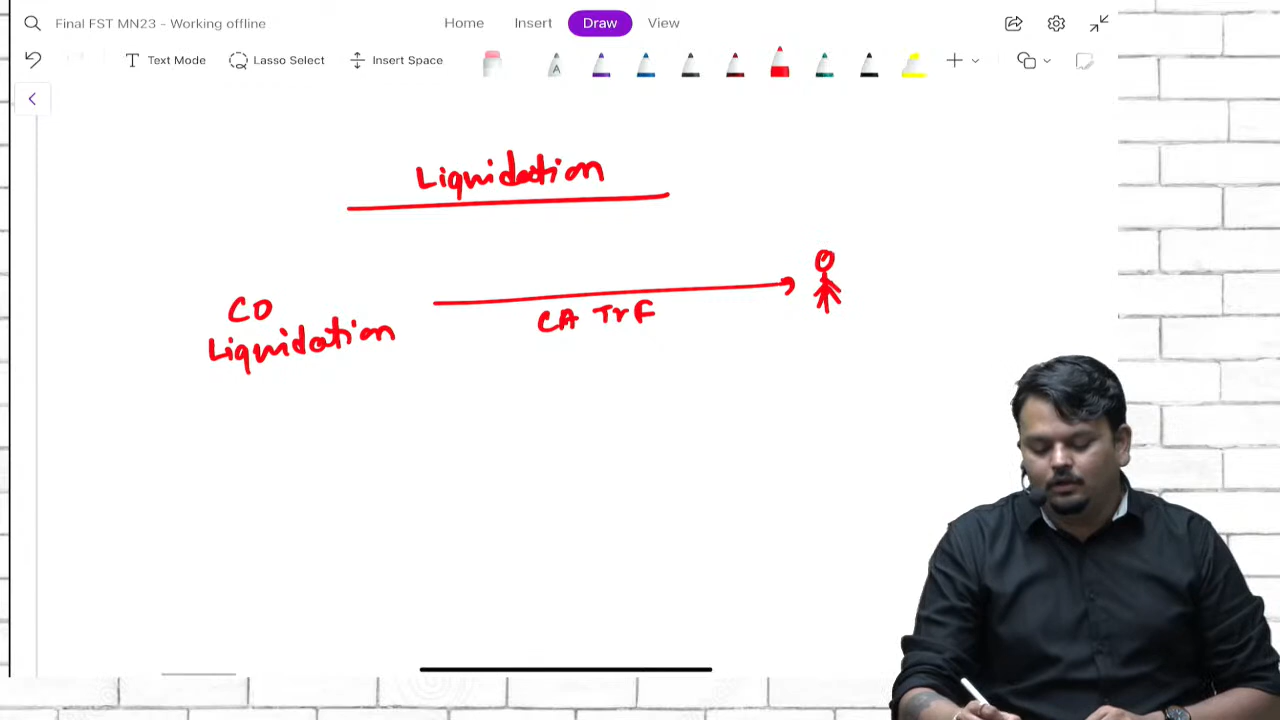 Final FST MN23 - Working offline
Home Insert Draw View
Text Mode Lasso Select Insert Space
A
Liquidation
CO
Liquidation
CA TrF